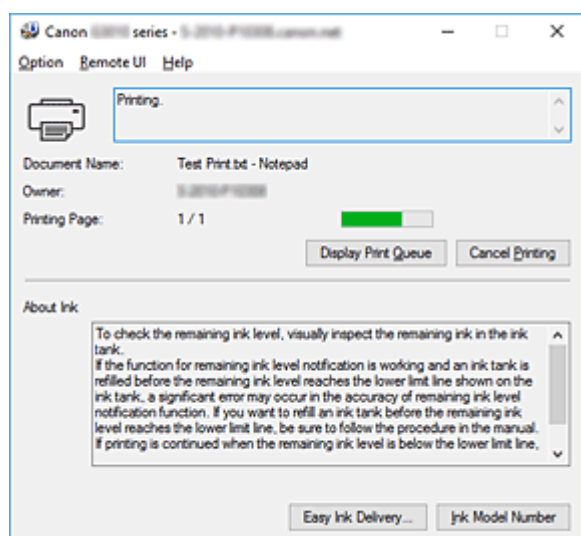 Canon series -
Option Remote UI Help
Printing.
Document Name: Test Print.txt - Notepad
Owner:
Printing Page: 1 / 1
Display Print Queue Cancel Printing
About Ink
To check the remaining ink level, visually inspect the remaining ink in the ink
tank.
If the function for remaining ink level notification is working and an ink tank is
refilled before the remaining ink level reaches the lower limit line shown on the
ink tank, a significant error may occur in the accuracy of remaining ink level
notification function. If you want to refill an ink tank before the remaining ink
level reaches the lower limit line, be sure to follow the procedure in the manual.
If printing is continued when the remaining ink level is below the lower limit line,
Easy Ink Delivery... Ink Model Number